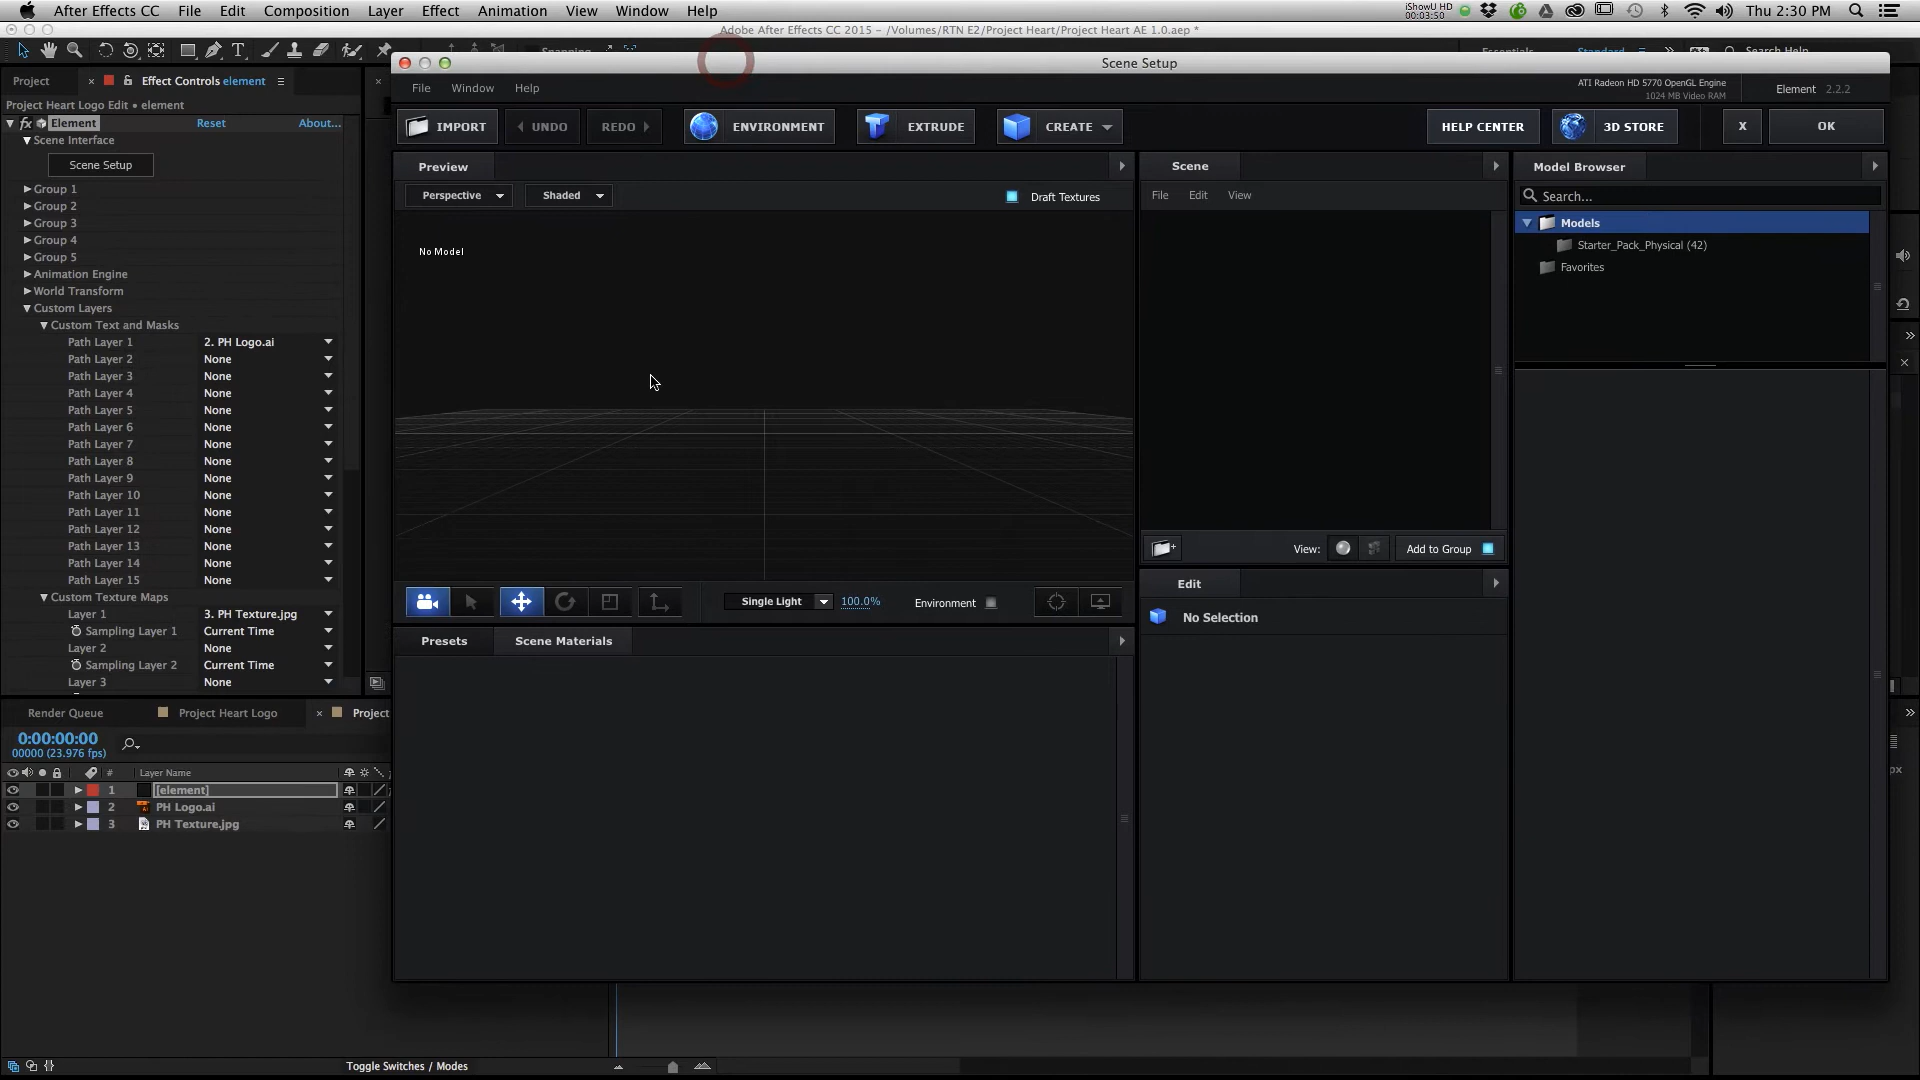 After Effects CC File Edit Composition Layer Effect Animation View Window Help
iShowU HD
00:03:50
Thu 2:30 PM
Adobe After Effects CC 2015 - /Volumes/RTN E2/Project Heart/Project Heart AE 1.0.aep *
Snapping
Essentials Standard Search Help
Project Effect Controls element
Project Heart Logo Edit • element
fx Element Reset About...
Scene Interface
Scene Setup
Group 1
Group 2
Group 3
Group 4
Group 5
Animation Engine
World Transform
Custom Layers
Custom Text and Masks
Path Layer 1 2. PH Logo.ai
Path Layer 2 None
Path Layer 3 None
Path Layer 4 None
Path Layer 5 None
Path Layer 6 None
Path Layer 7 None
Path Layer 8 None
Path Layer 9 None
Path Layer 10 None
Path Layer 11 None
Path Layer 12 None
Path Layer 13 None
Path Layer 14 None
Path Layer 15 None
Custom Texture Maps
Layer 1 3. PH Texture.jpg
Sampling Layer 1 Current Time
Layer 2 None
Sampling Layer 2 Current Time
Layer 3 None
Scene Setup
File Window Help
ATI Radeon HD 5770 OpenGL Engine
1024 MB Video RAM
Element 2.2.2
IMPORT UNDO REDO ENVIRONMENT EXTRUDE CREATE HELP CENTER 3D STORE X OK
Preview
Perspective Shaded Draft Textures
No Model
Single Light 100.0% Environment
Presets Scene Materials
Scene
File Edit View
View: Add to Group
Edit
No Selection
Model Browser
Search...
Models
Starter_Pack_Physical (42)
Favorites
Render Queue Project Heart Logo Project
0:00:00:00
00000 (23.976 fps)
# Layer Name
1 [element]
2 PH Logo.ai
3 PH Texture.jpg
Toggle Switches / Modes
px